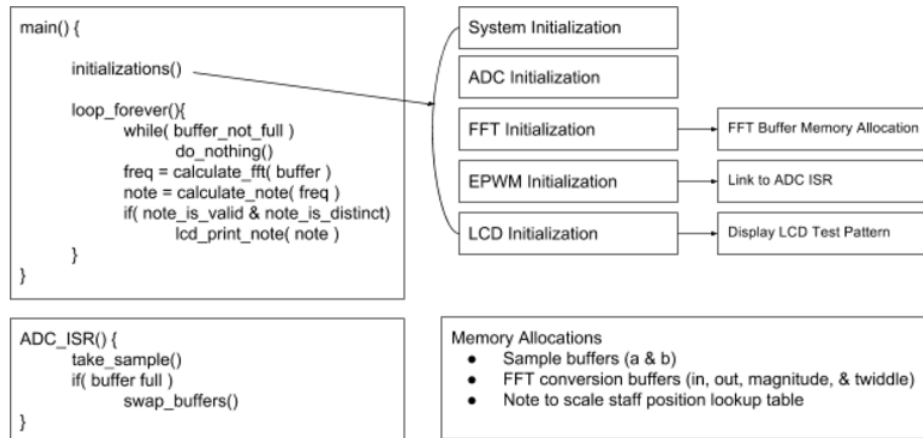 main() {
initializations()
loop_forever(){
while( buffer_not_full )
do_nothing()
freq = calculate_fft( buffer )
note = calculate_note( freq )
if( note_is_valid & note_is_distinct)
lcd_print_note( note )
}
}
System Initialization
ADC Initialization
FFT Initialization
FFT Buffer Memory Allocation
EPWM Initialization
Link to ADC ISR
LCD Initialization
Display LCD Test Pattern
ADC_ISR() {
take_sample()
if( buffer full )
swap_buffers()
}
Memory Allocations
● Sample buffers (a & b)
● FFT conversion buffers (in, out, magnitude, & twiddle)
● Note to scale staff position lookup table